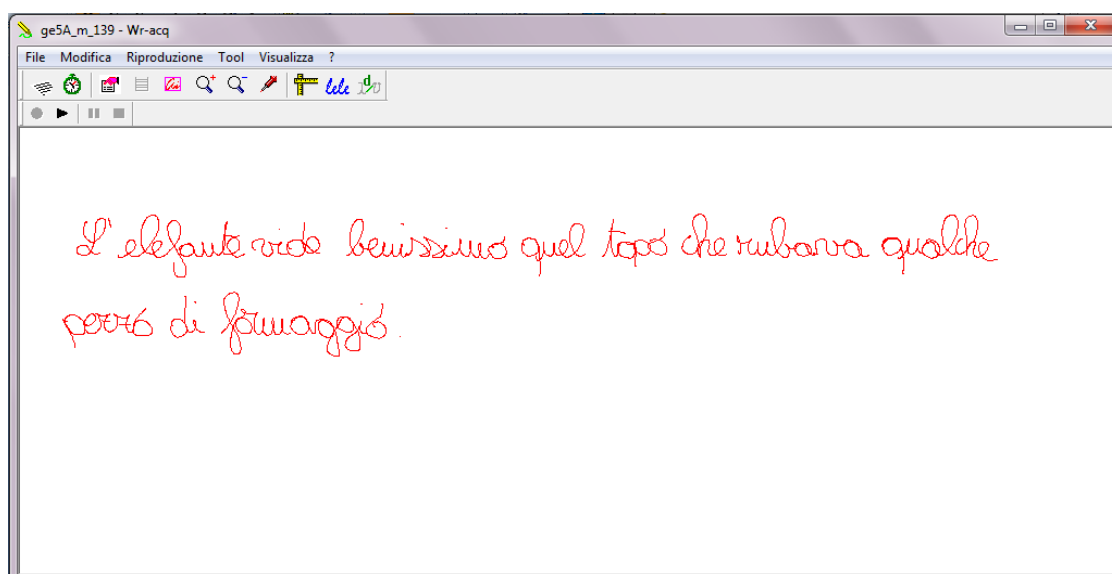 ge5A_m_139 - Wr-acq
File Modifica Riproduzione Tool Visualizza ?
L'elefante vide benissimo quel topo che rubava qualche
pezzo di formaggio.